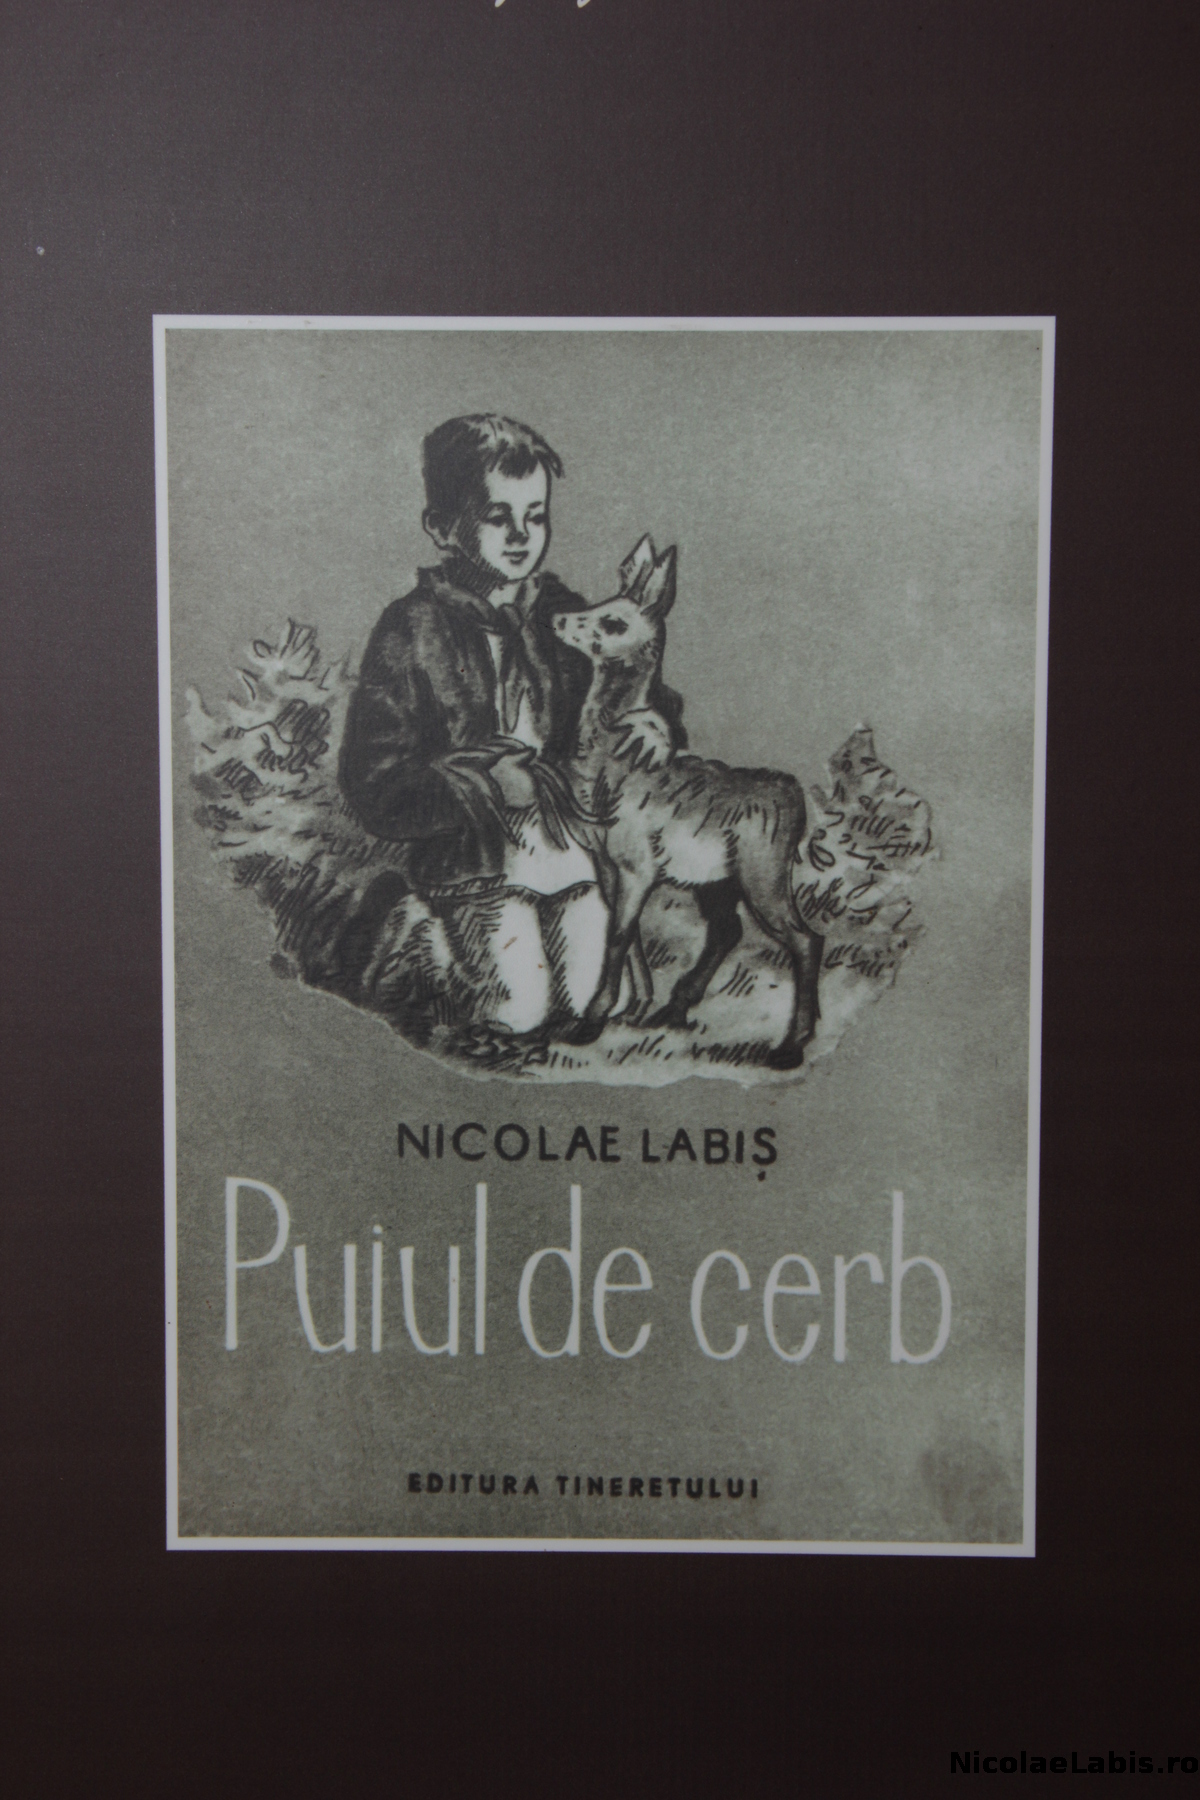 NICOLAE LABIȘ
Puiul de cerb
EDITURA TINERETULUI
NicolaeLabis.ro